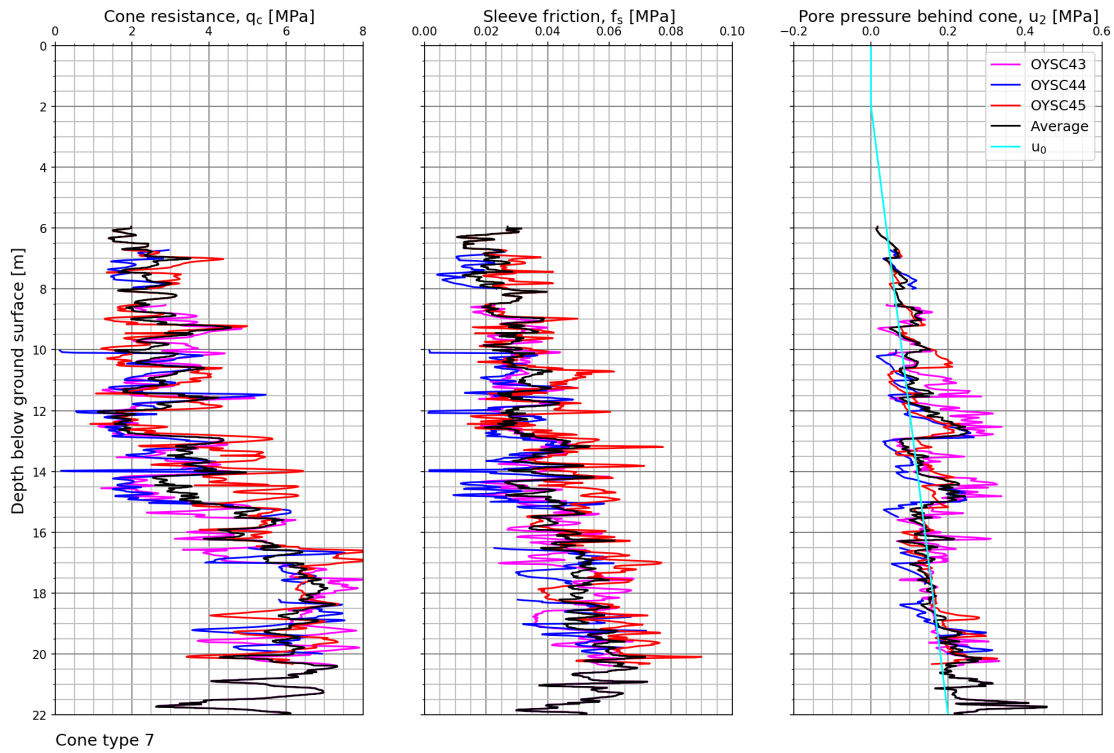 Cone resistance, qc [MPa]
0 2 4 6 8
Sleeve friction, fs [MPa]
0.00 0.02 0.04 0.06 0.08 0.10
Pore pressure behind cone, u2 [MPa]
−0.2 0.0 0.2 0.4 0.6
Depth below ground surface [m]
0
2
4
6
8
10
12
14
16
18
20
22
OYSC43
OYSC44
OYSC45
Average
u0
Cone type 7